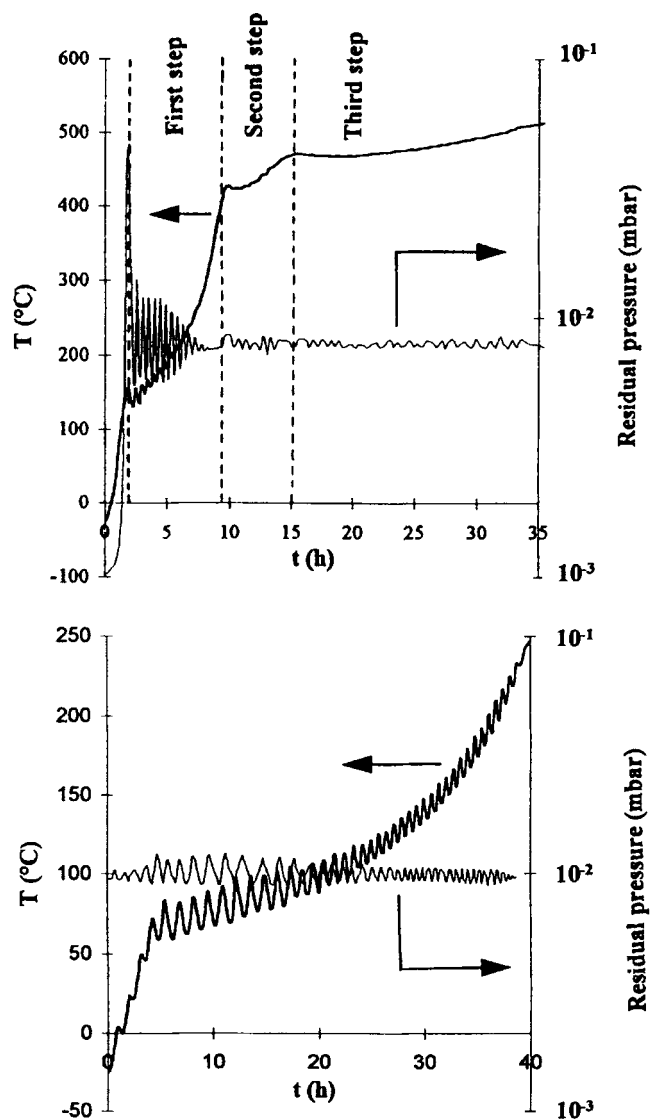 600
500
400
300
200
100
0
-100
T (°C)
First step
Second step
Third step
10⁻¹
10⁻²
10⁻³
Residual pressure (mbar)
0 5 10 15 20 25 30 35
t (h)
250
200
150
100
50
0
-50
T (°C)
10⁻¹
10⁻²
10⁻³
Residual pressure (mbar)
0 10 20 30 40
t (h)